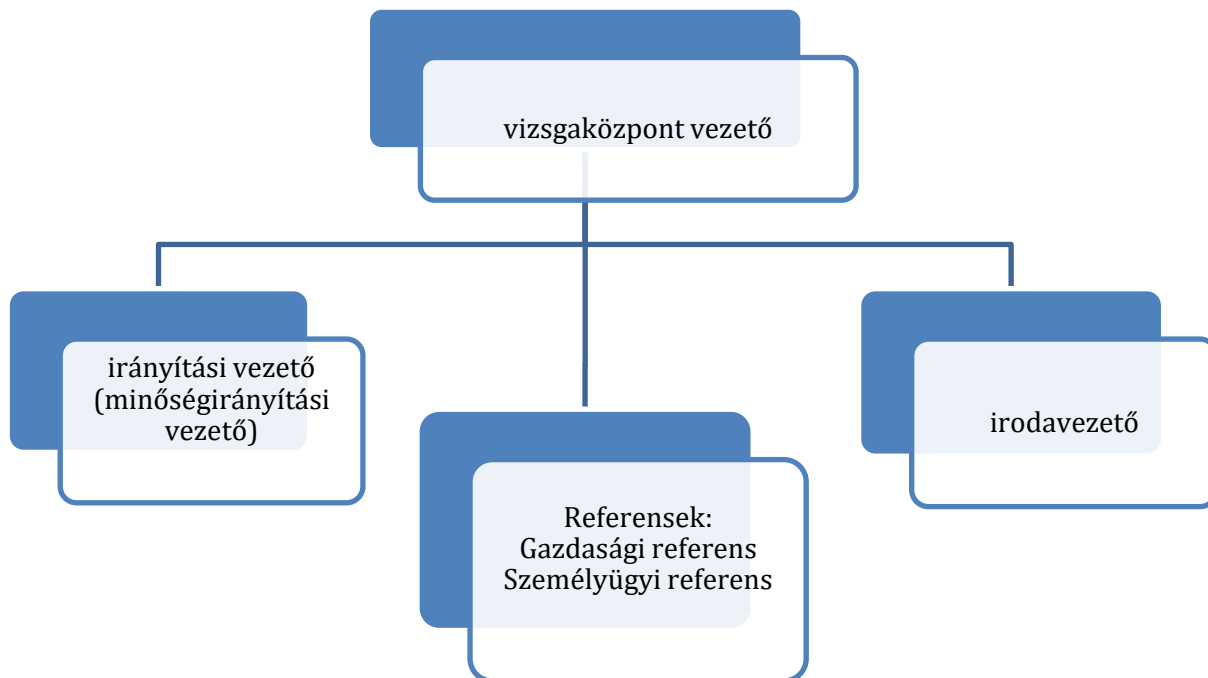 vizsgaközpont vezető
irányítási vezető
(minőségirányítási
vezető)
Referensek:
Gazdasági referens
Személyügyi referens
irodavezető